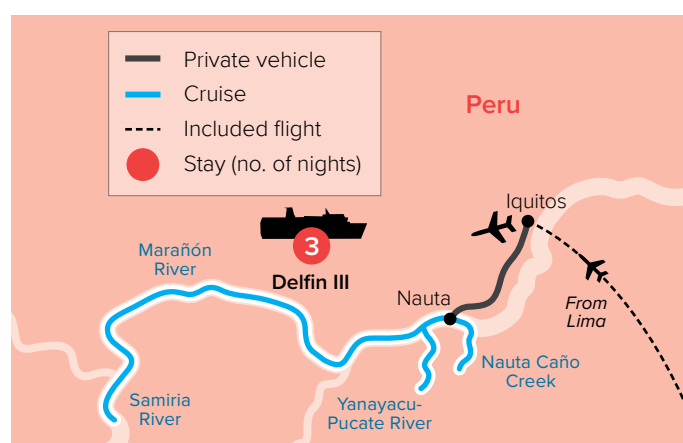 Private vehicle
Cruise
Included flight
Stay (no. of nights)
Peru
Iquitos
3
Delfin III
Marañón
River
From
Lima
Nauta
Nauta Caño
Creek
Samiria
River
Yanayacu-
Pucate River